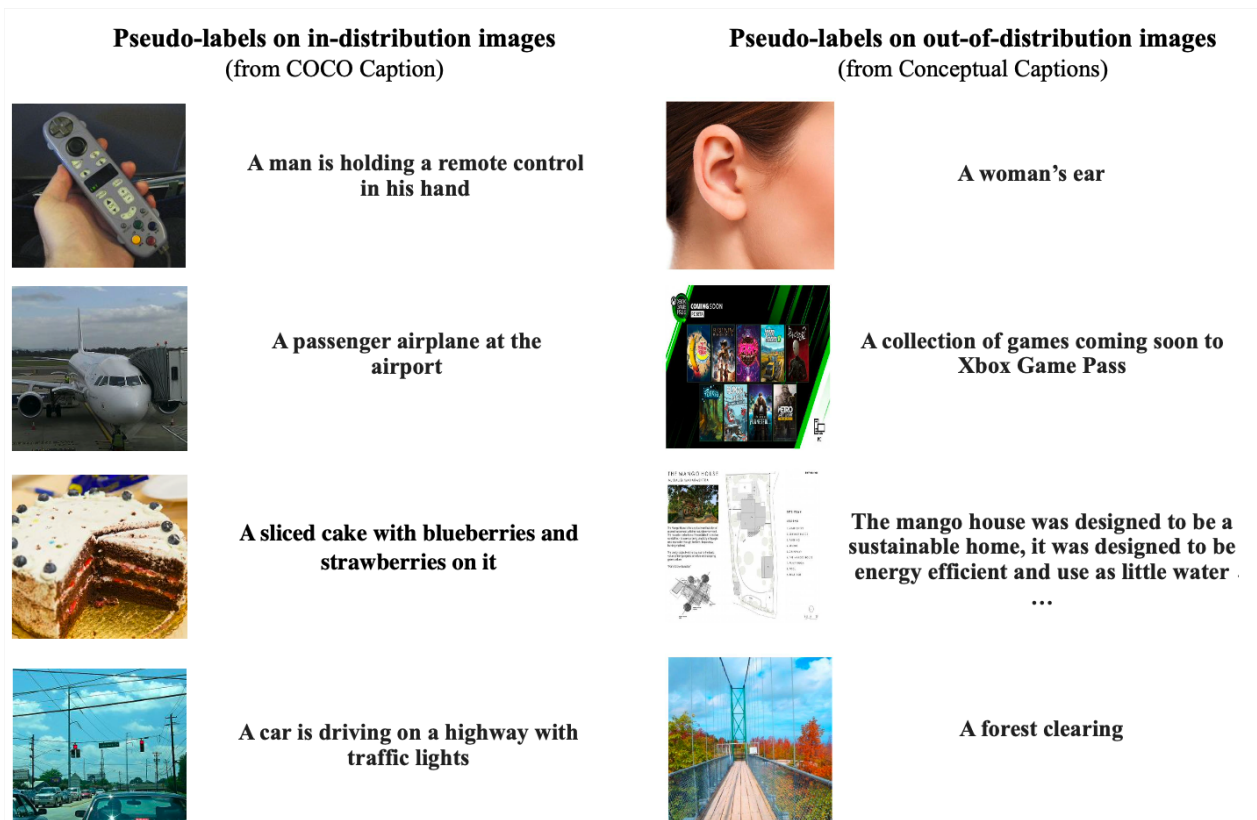 Pseudo-labels on in-distribution images
(from COCO Caption)
Pseudo-labels on out-of-distribution images
(from Conceptual Captions)
A man is holding a remote control
in his hand
A woman's ear
A passenger airplane at the
airport
COMING SOON
A collection of games coming soon to
Xbox Game Pass
A sliced cake with blueberries and
strawberries on it
THE MANGO HOUSE
The mango house was designed to be a
sustainable home, it was designed to be
energy efficient and use as little water .
...
A car is driving on a highway with
traffic lights
A forest clearing